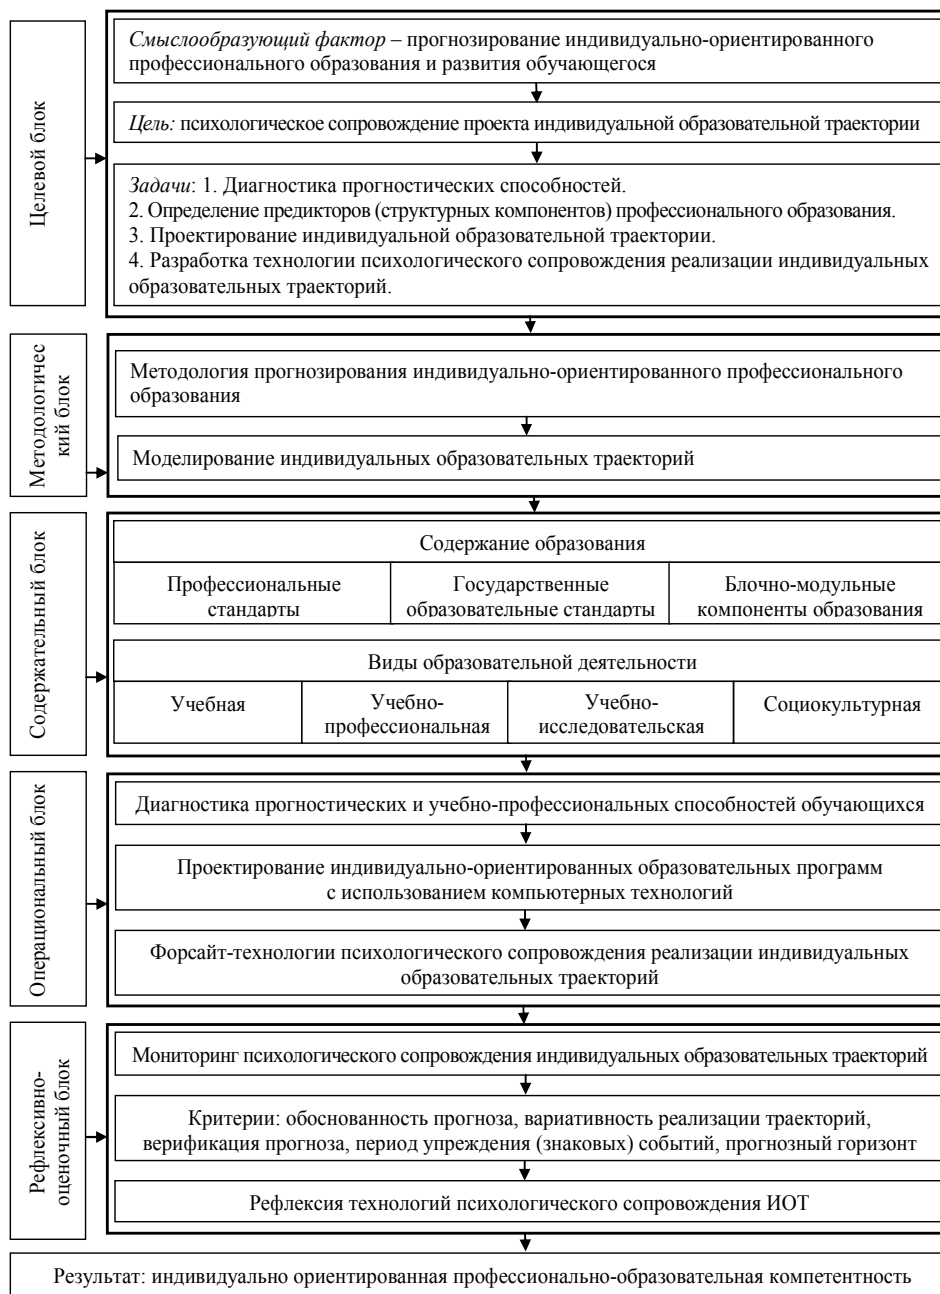 Целевой блок
Смыслообразующий фактор – прогнозирование индивидуально-ориентированного
профессионального образования и развития обучающегося
Цель: психологическое сопровождение проекта индивидуальной образовательной траектории
Задачи: 1. Диагностика прогностических способностей.
2. Определение предикторов (структурных компонентов) профессионального образования.
3. Проектирование индивидуальной образовательной траектории.
4. Разработка технологии психологического сопровождения реализации индивидуальных
образовательных траекторий.
Методологичес
кий блок
Методология прогнозирования индивидуально-ориентированного профессионального
образования
Моделирование индивидуальных образовательных траекторий
Содержательный блок
Содержание образования
Профессиональные
стандарты
Государственные
образовательные стандарты
Блочно-модульные
компоненты образования
Виды образовательной деятельности
Учебная
Учебно-
профессиональная
Учебно-
исследовательская
Социокультурная
Операциональный блок
Диагностика прогностических и учебно-профессиональных способностей обучающихся
Проектирование индивидуально-ориентированных образовательных программ
с использованием компьютерных технологий
Форсайт-технологии психологического сопровождения реализации индивидуальных
образовательных траекторий
Рефлексивно-
оценочный блок
Мониторинг психологического сопровождения индивидуальных образовательных траекторий
Критерии: обоснованность прогноза, вариативность реализации траекторий,
верификация прогноза, период упреждения (знаковых) событий, прогнозный горизонт
Рефлексия технологий психологического сопровождения ИОТ
Результат: индивидуально ориентированная профессионально-образовательная компетентность